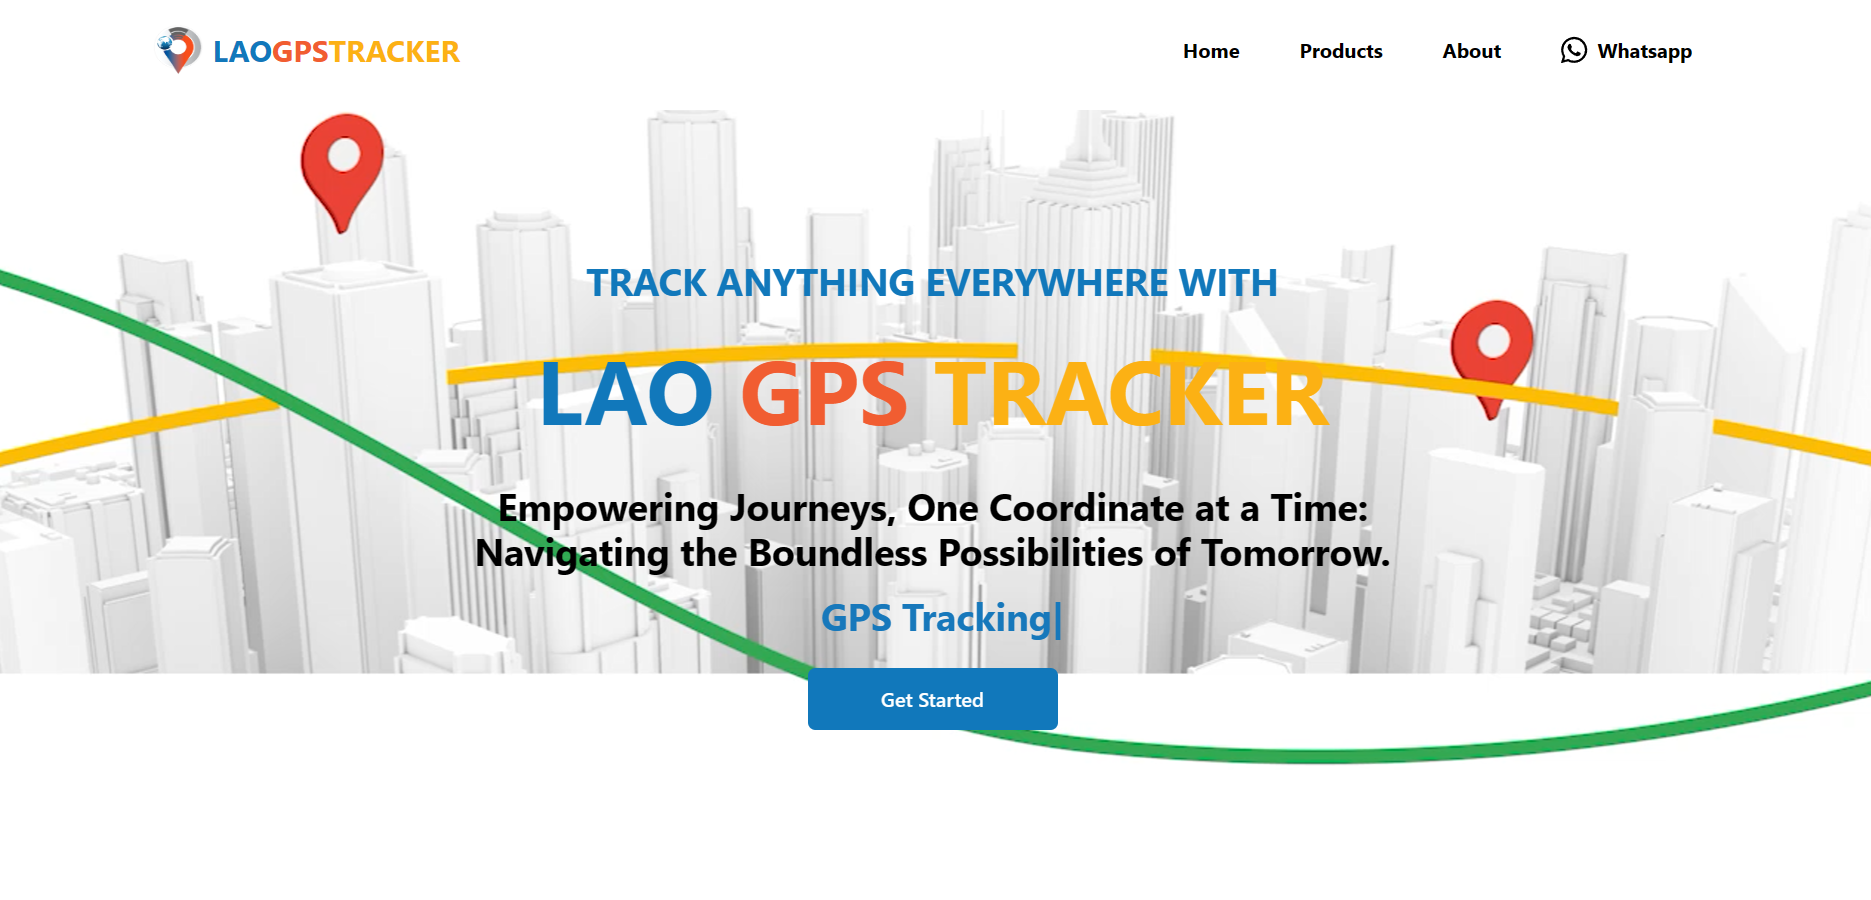 LAOGPSTRACKER
Home
Products
About
Whatsapp
TRACK ANYTHING EVERYWHERE WITH
LAO GPS TRACKER
Empowering Journeys, One Coordinate at a Time:
Navigating the Boundless Possibilities of Tomorrow.
GPS Tracking|
Get Started